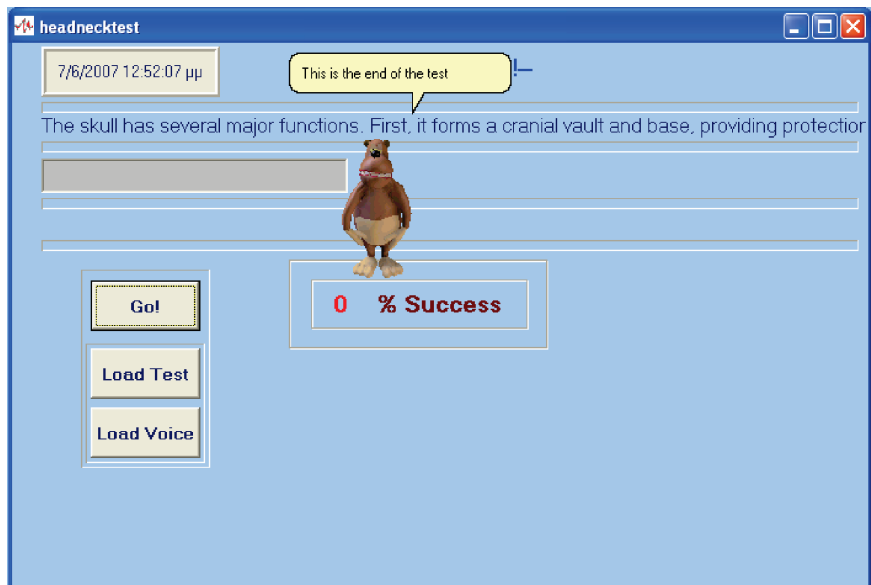 headnecktest
7/6/2007 12:52:07 μμ
This is the end of the test
The skull has several major functions. First, it forms a cranial vault and base, providing protection
Go!
0 % Success
Load Test
Load Voice